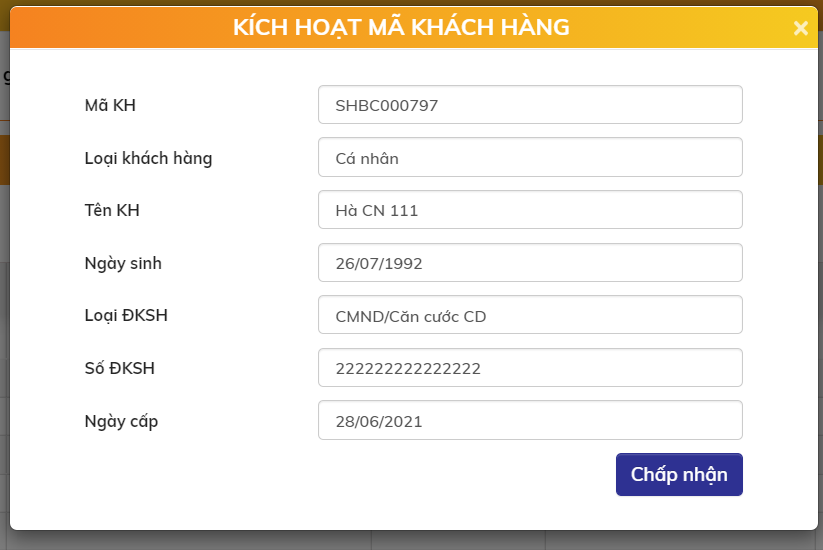 KÍCH HOẠT MÃ KHÁCH HÀNG ×
Mã KH SHBC000797
Loại khách hàng Cá nhân
Tên KH Hà CN 111
Ngày sinh 26/07/1992
Loại ĐKSH CMND/Căn cước CD
Số ĐKSH 222222222222222
Ngày cấp 28/06/2021
Chấp nhận